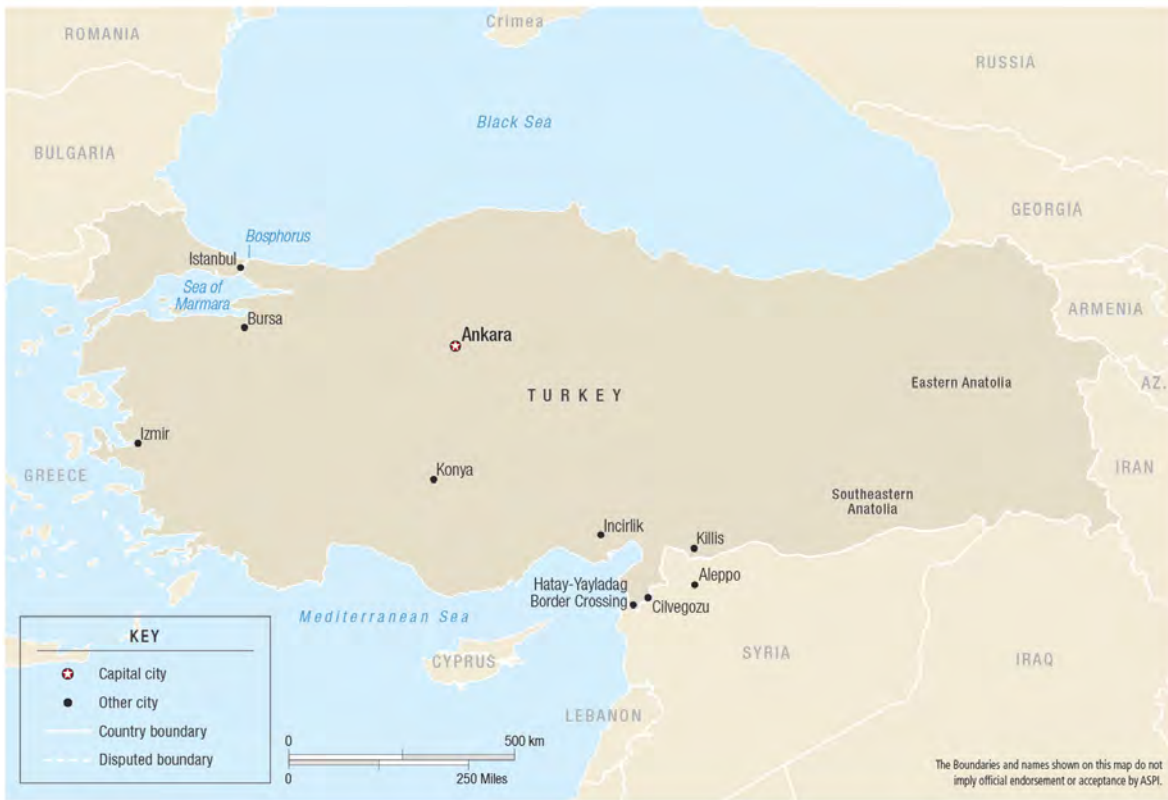 Crimea
ROMANIA
RUSSIA
Black Sea
BULGARIA
GEORGIA
Bosphorus
Istanbul
Sea of
Marmara
ARMENIA
Bursa
Ankara
TURKEY
Eastern Anatolia
AZ.
Izmir
GREECE
Konya
IRAN
Southeastern
Anatolia
Incirlik
Killis
Aleppo
Hatay-Yayladag
Border Crossing
Cilvegozu
Mediterranean Sea
CYPRUS
SYRIA
IRAQ
LEBANON
KEY
Capital city
Other city
Country boundary
Disputed boundary
0 500 km
0 250 Miles
The Boundaries and names shown on this map do not
imply official endorsement or acceptance by ASPI.